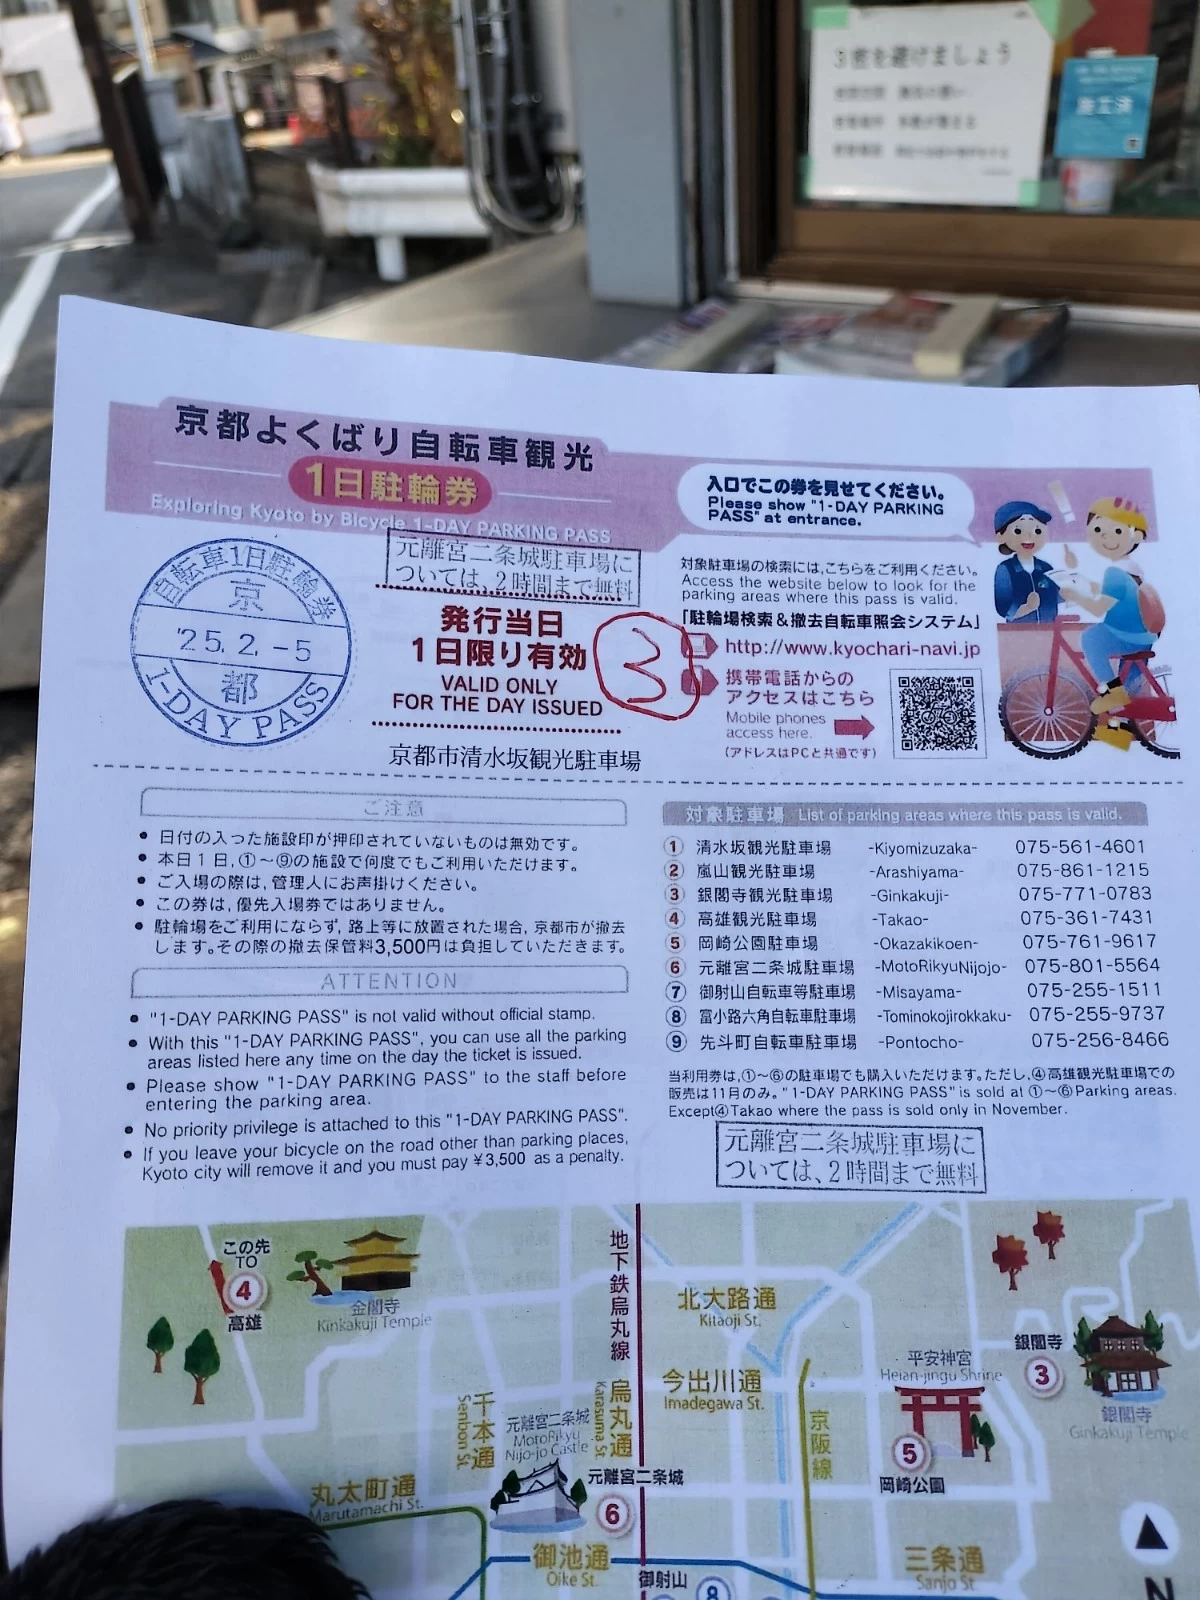 3密を避けましょう
施工済
京都よくばり自転車観光
1日駐輪券
Exploring Kyoto by Bicycle 1-DAY PARKING PASS
入口でこの券を見せてください。
Please show "1-DAY PARKING
PASS" at entrance.
元離宮二条城駐車場に
ついては、2時間まで無料
自転車1日駐輪券
京
'25.2.-5
都
1-DAY PASS
発行当日
1日限り有効
VALID ONLY
FOR THE DAY ISSUED
3
京都市清水坂観光駐車場
対象駐車場の検索には,こちらをご利用ください。
Access the website below to look for the
parking areas where this pass is valid.
「駐輪場検索&撤去自転車照会システム」
http://www.kyochari-navi.jp
携帯電話からの
アクセスはこちら
Mobile phones
access here.
(アドレスはPCと共通です)
ご注意
• 日付の入った施設印が押印されていないものは無効です。
• 本日1日,①~⑨の施設で何度でもご利用いただけます。
• ご入場の際は,管理人にお声掛けください。
• この券は,優先入場券ではありません。
• 駐輪場をご利用にならず,路上等に放置された場合,京都市が撤去
します。その際の撤去保管料3,500円は負担していただきます。
ATTENTION
• "1-DAY PARKING PASS" is not valid without official stamp.
• With this "1-DAY PARKING PASS", you can use all the parking
areas listed here any time on the day the ticket is issued.
• Please show "1-DAY PARKING PASS" to the staff before
entering the parking area.
• No priority privilege is attached to this "1-DAY PARKING PASS".
• If you leave your bicycle on the road other than parking places,
Kyoto city will remove it and you must pay ¥3,500 as a penalty.
対象駐車場 List of parking areas where this pass is valid.
① 清水坂観光駐車場 -Kiyomizuzaka- 075-561-4601
② 嵐山観光駐車場 -Arashiyama- 075-861-1215
③ 銀閣寺観光駐車場 -Ginkakuji- 075-771-0783
④ 高雄観光駐車場 -Takao- 075-361-7431
⑤ 岡崎公園駐車場 -Okazakikoen- 075-761-9617
⑥ 元離宮二条城駐車場 -MotoRikyuNijojo- 075-801-5564
⑦ 御射山自転車等駐車場 -Misayama- 075-255-1511
⑧ 富小路六角自転車駐車場 -Tominokojirokkaku- 075-255-9737
⑨ 先斗町自転車駐車場 -Pontocho- 075-256-8466
当利用券は,①~⑥の駐車場でも購入いただけます。ただし,④高雄観光駐車場での
販売は11月のみ。"1-DAY PARKING PASS" is sold at ①~⑥Parking areas.
Except④Takao where the pass is sold only in November.
元離宮二条城駐車場に
ついては、2時間まで無料
この先
TO
4
高雄
金閣寺
Kinkakuji Temple
地下鉄烏丸線
北大路通
Kitaoji St.
今出川通
Imadegawa St.
烏丸通
Karasuma St.
千本通
Senbon St.
元離宮二条城
MotoRikyu
Nijo-jo Castle
元離宮二条城
6
丸太町通
Marutamachi St.
御池通
Oike St.
御射山
8
京阪線
平安神宮
Heian-jingu Shrine
5
岡崎公園
銀閣寺
3
銀閣寺
Ginkakuji Temple
三条通
Sanjo St.
N